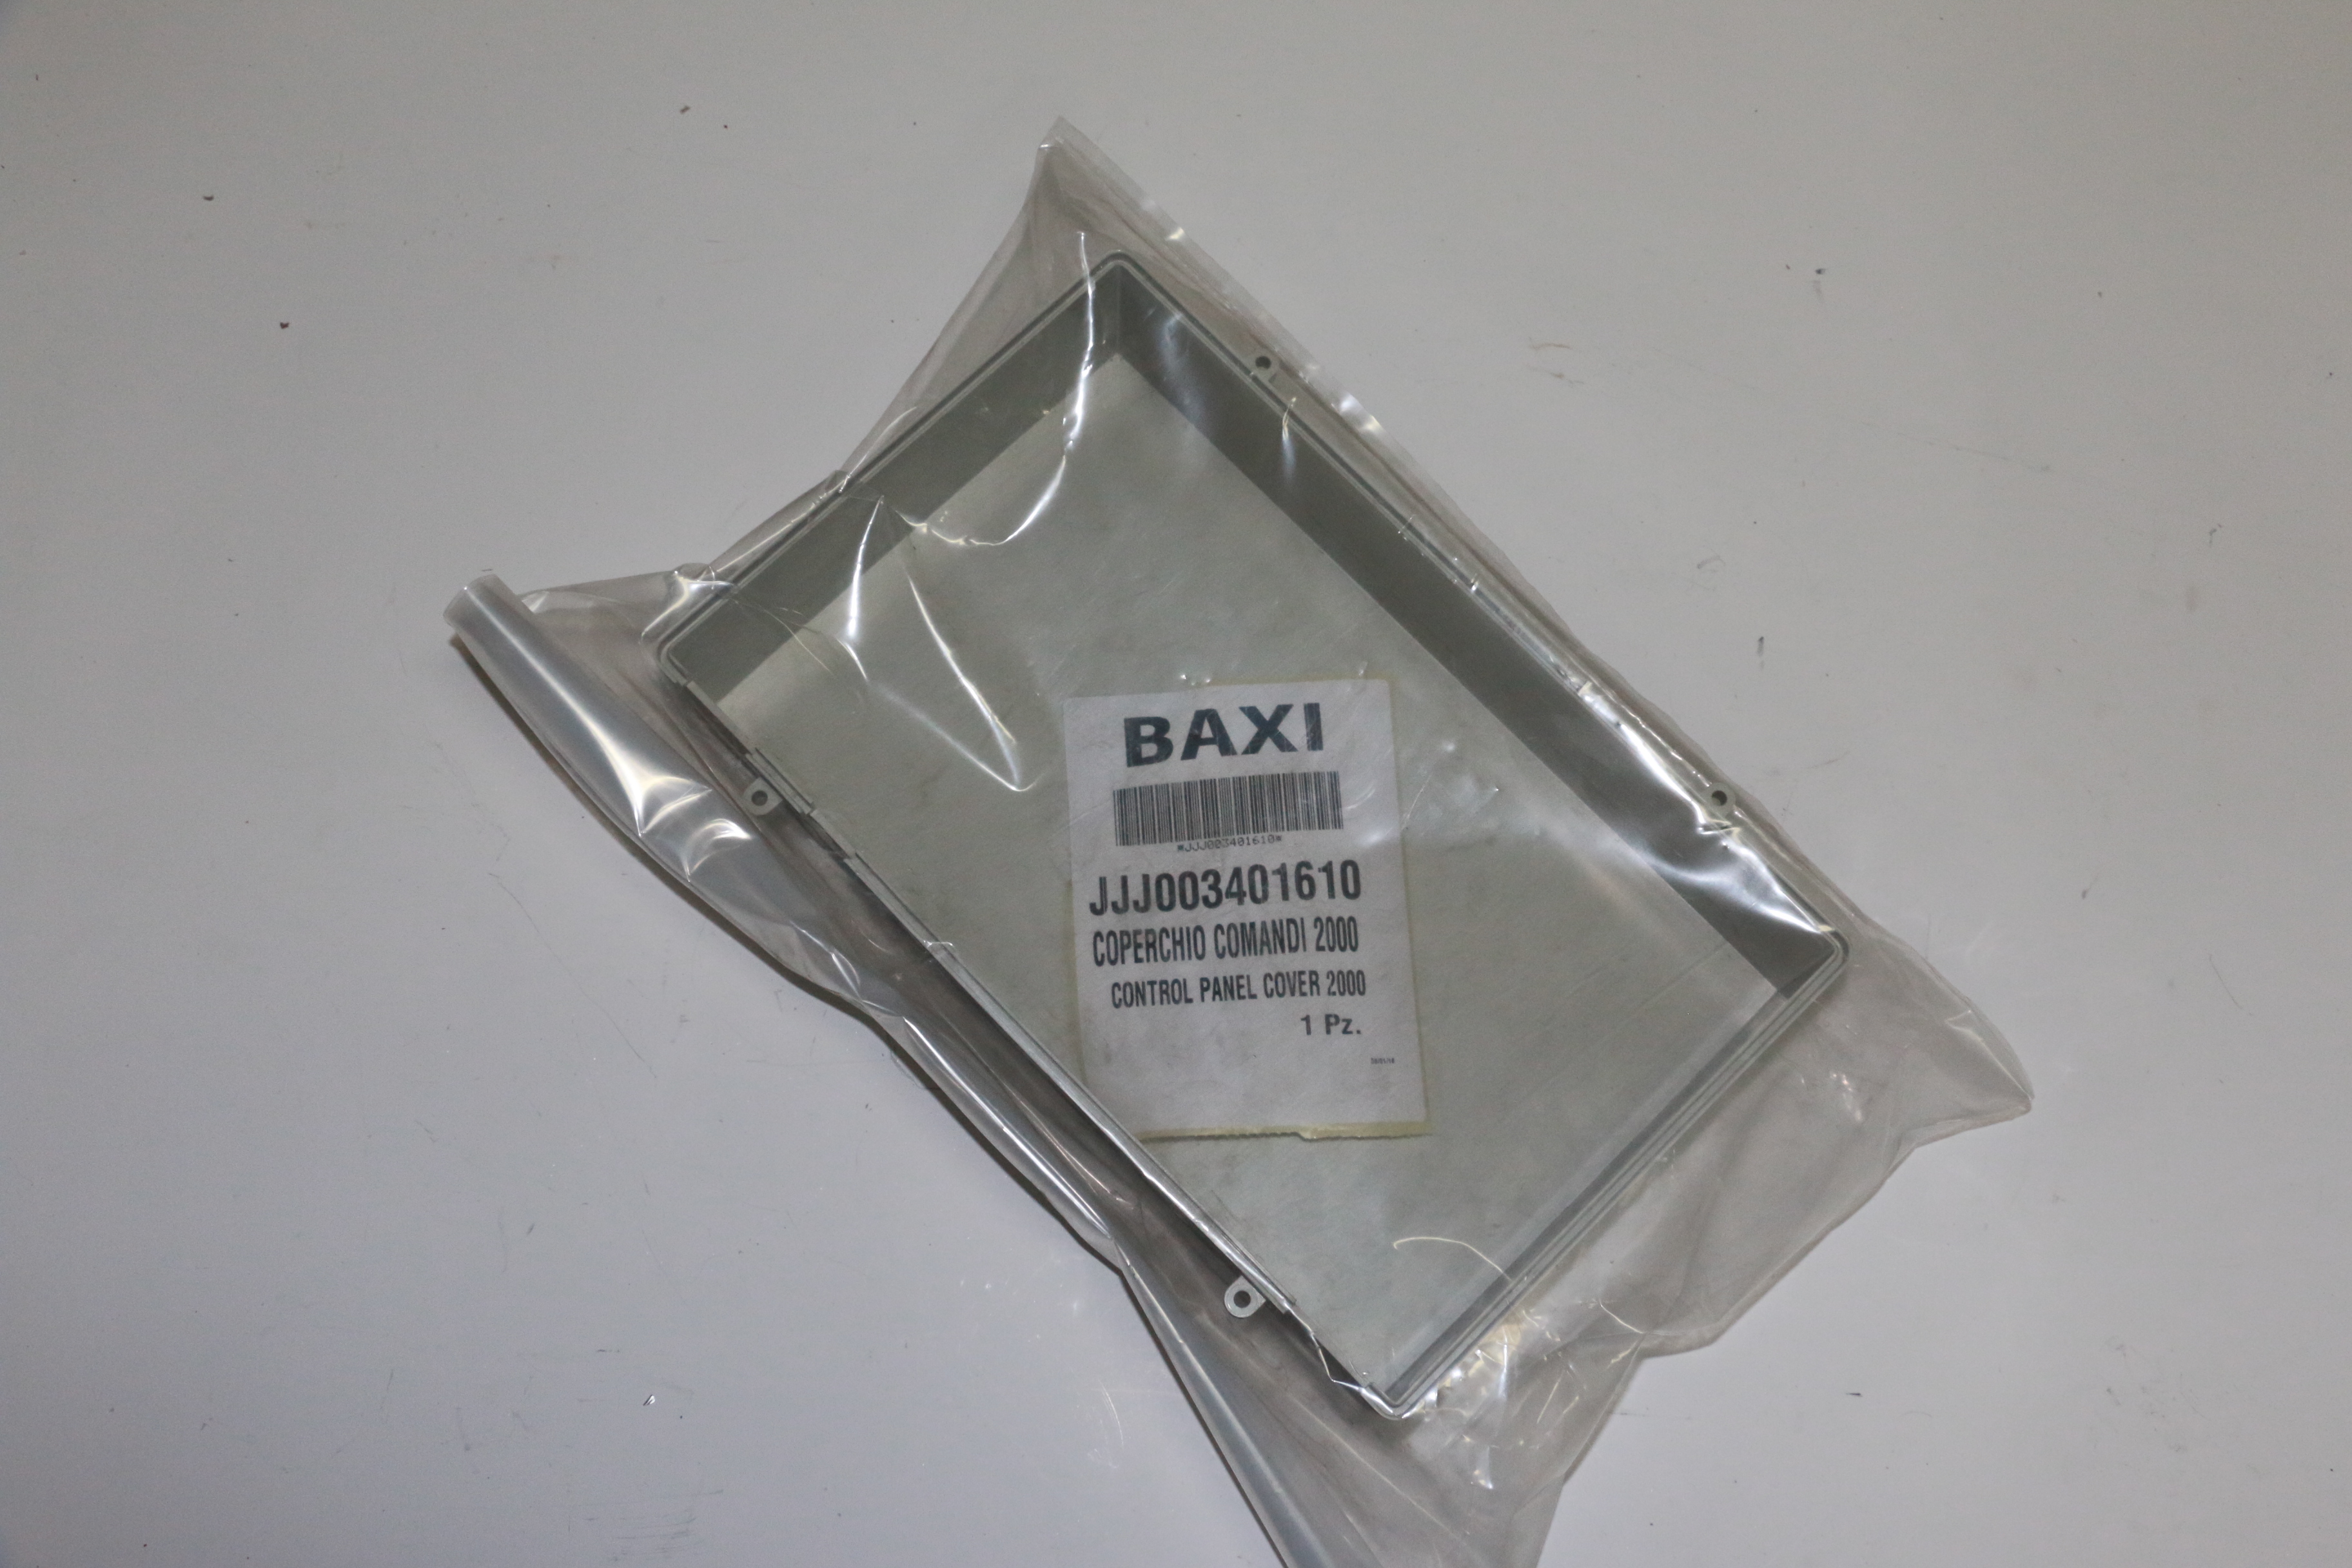 BAXI
*JJJ003401610*
JJJ003401610
COPERCHIO COMANDI 2000
CONTROL PANEL COVER 2000
1 Pz.